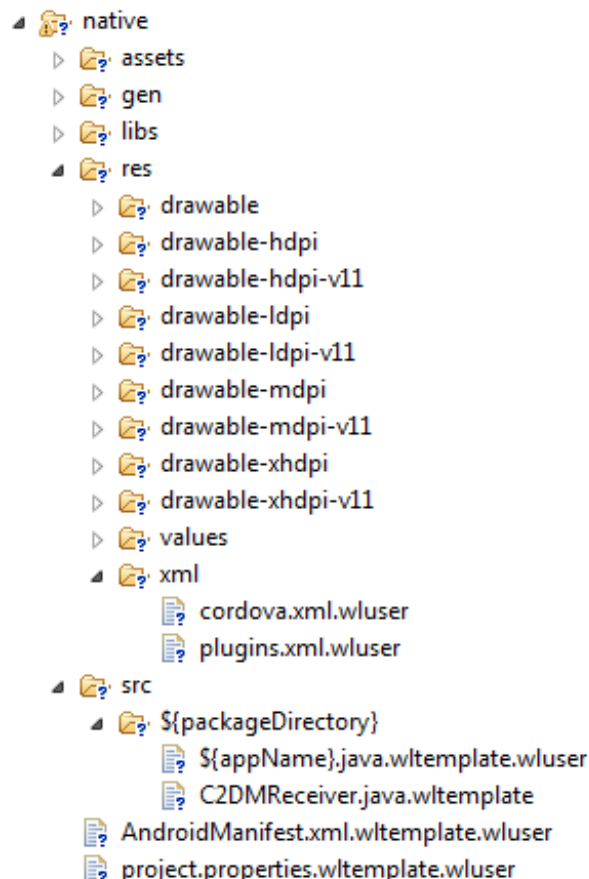 native
assets
gen
libs
res
drawable
drawable-hdpi
drawable-hdpi-v11
drawable-ldpi
drawable-ldpi-v11
drawable-mdpi
drawable-mdpi-v11
drawable-xhdpi
drawable-xhdpi-v11
values
xml
cordova.xml.wluser
plugins.xml.wluser
src
${packageDirectory}
${appName}.java.wltemplate.wluser
C2DMReceiver.java.wltemplate
AndroidManifest.xml.wltemplate.wluser
project.properties.wltemplate.wluser